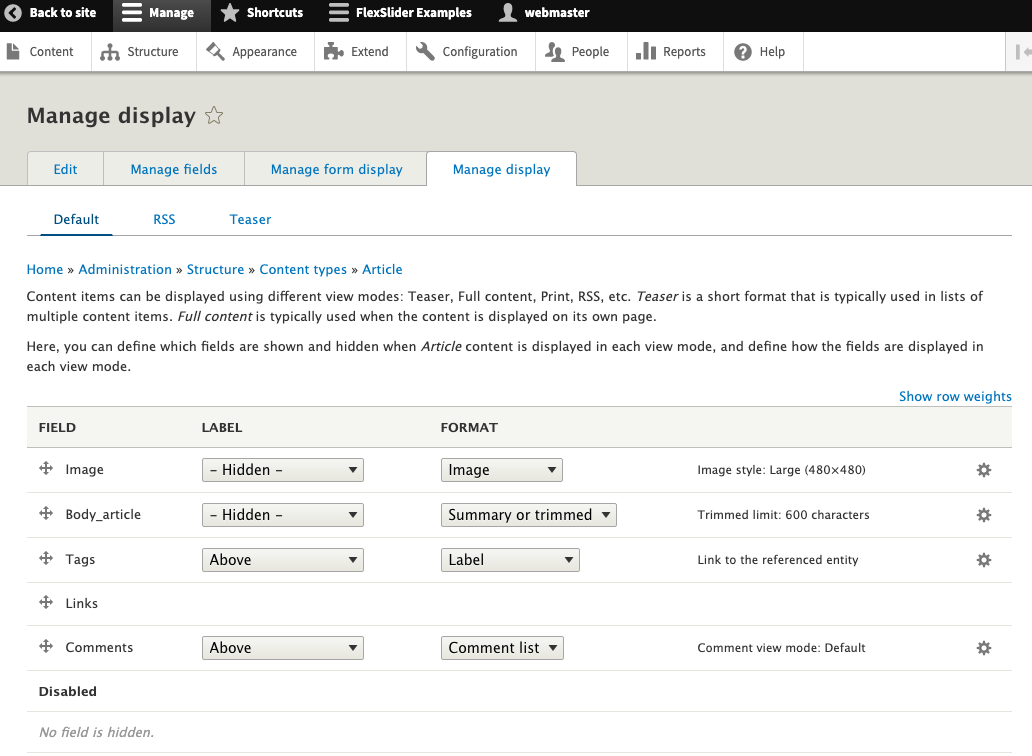 Back to site Manage Shortcuts FlexSlider Examples webmaster
Content Structure Appearance Extend Configuration People Reports Help
Manage display
Edit Manage fields Manage form display Manage display
Default RSS Teaser
Home » Administration » Structure » Content types » Article
Content items can be displayed using different view modes: Teaser, Full content, Print, RSS, etc. Teaser is a short format that is typically used in lists of
multiple content items. Full content is typically used when the content is displayed on its own page.
Here, you can define which fields are shown and hidden when Article content is displayed in each view mode, and define how the fields are displayed in
each view mode.
Show row weights
FIELD LABEL FORMAT
Image - Hidden - Image Image style: Large (480×480)
Body_article - Hidden - Summary or trimmed Trimmed limit: 600 characters
Tags Above Label Link to the referenced entity
Links
Comments Above Comment list Comment view mode: Default
Disabled
No field is hidden.